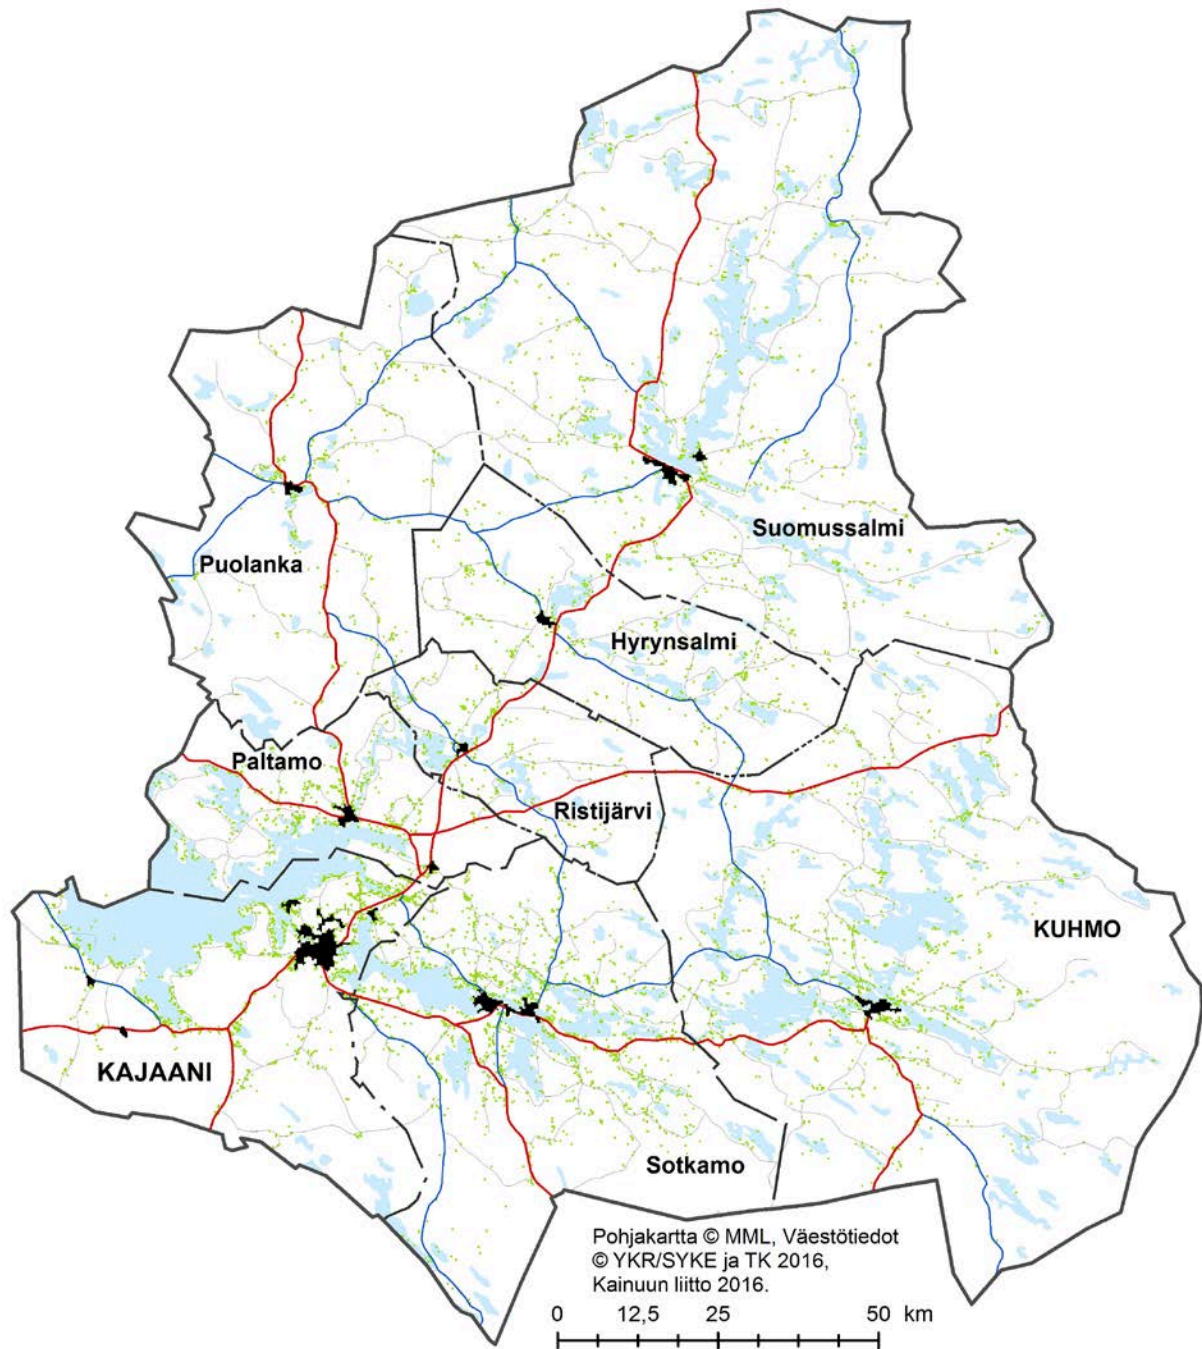 Suomussalmi
Puolanka
Hyrynsalmi
Paltamo
Ristijärvi
KUHMO
KAJAANI
Sotkamo
Pohjakartta © MML, Väestötiedot
© YKR/SYKE ja TK 2016,
Kainuun liitto 2016.
0 12,5 25 50 km